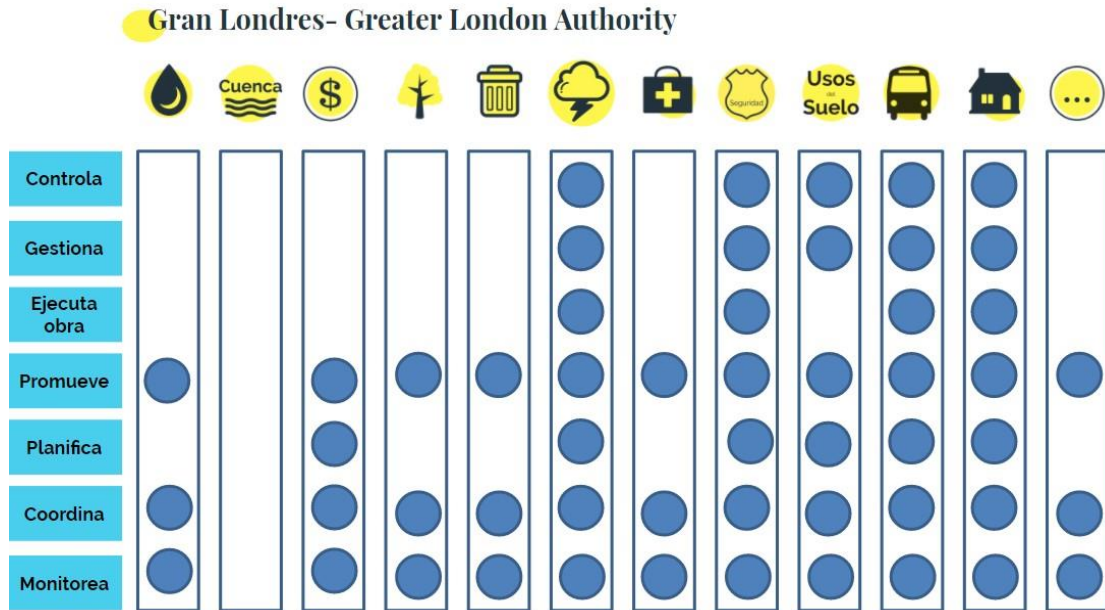 Gran Londres- Greater London Authority
Cuenca
$
Seguridad
Usos
del
Suelo
...
Controla
Gestiona
Ejecuta
obra
Promueve
Planifica
Coordina
Monitorea